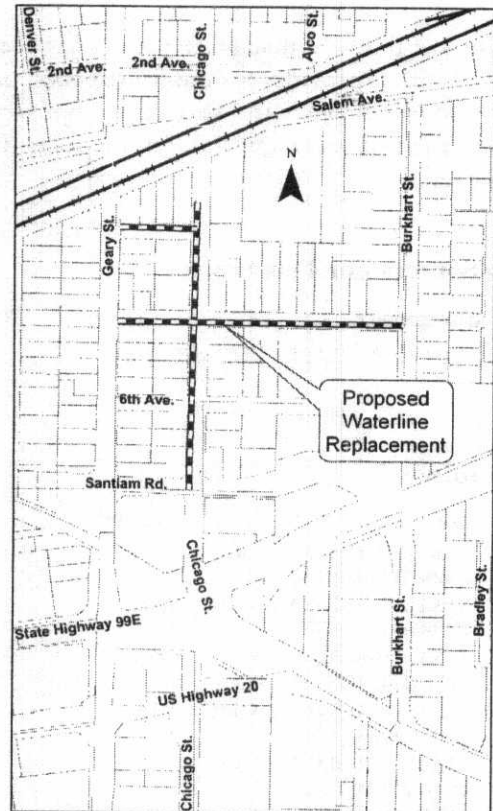 Denver St.
2nd Ave.
2nd Ave.
Chicago St.
Alco St.
Salem Ave.
N
Geary St.
Burkhart St.
6th Ave.
Proposed
Waterline
Replacement
Santiam Rd.
Chicago St.
State Highway 99E
US Highway 20
Burkhart St.
Bradley St.
Chicago St.